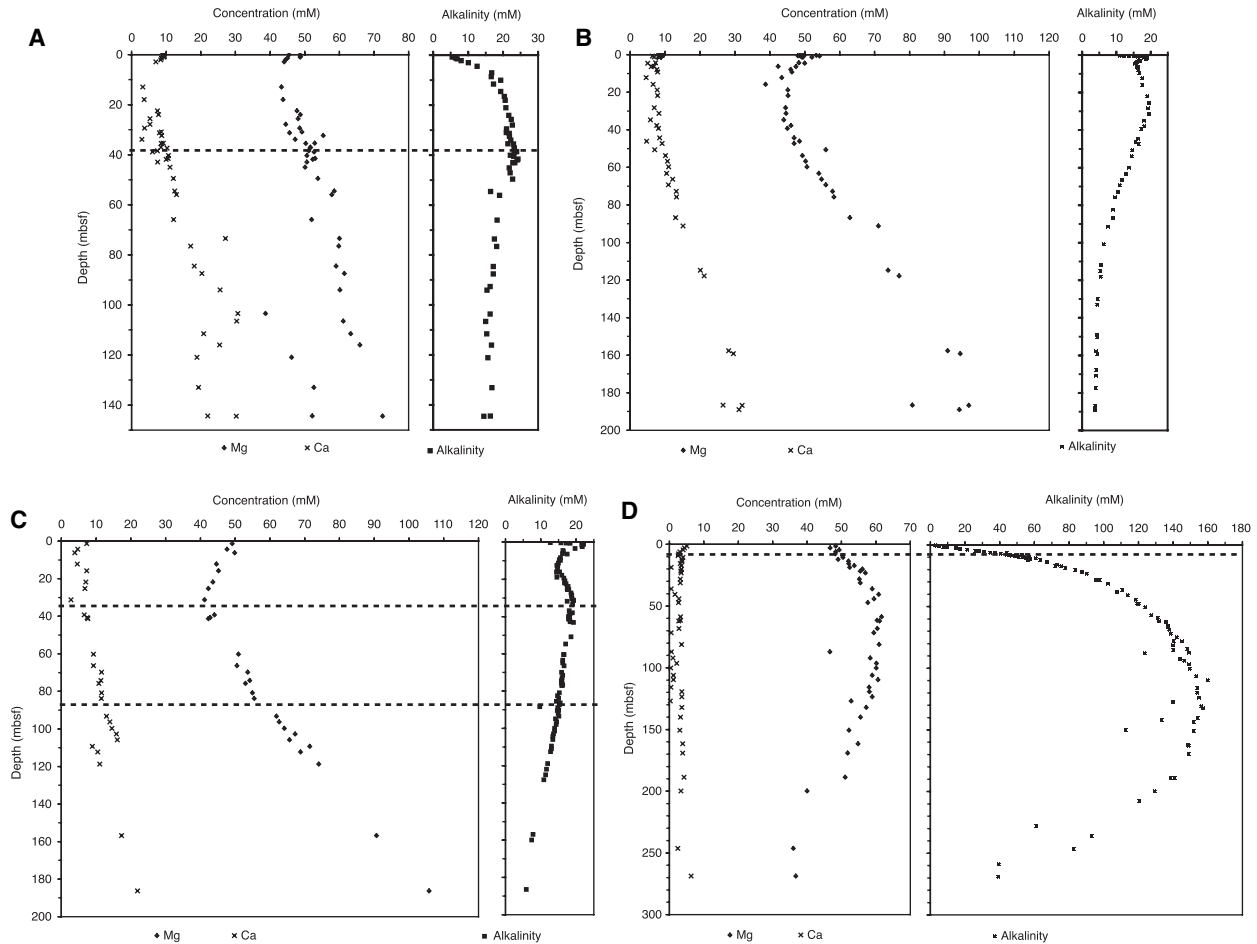 A
Concentration (mM)
Alkalinity (mM)
0 10 20 30 40 50 60 70 80
0 10 20 30
0
20
40
60
80
100
120
140
Depth (mbsf)
Mg
Ca
Alkalinity
B
Concentration (mM)
Alkalinity (mM)
0 10 20 30 40 50 60 70 80 90 100 110 120
0 5 10 15 20
0
20
40
60
80
100
120
140
160
180
200
Depth (mbsf)
Mg
Ca
Alkalinity
C
Concentration (mM)
Alkalinity (mM)
0 10 20 30 40 50 60 70 80 90 100 110 120
0 10 20
0
20
40
60
80
100
120
140
160
180
200
Depth (mbsf)
Mg
Ca
Alkalinity
D
Concentration (mM)
Alkalinity (mM)
0 10 20 30 40 50 60 70
0 20 40 60 80 100 120 140 160 180
0
50
100
150
200
250
300
Depth (mbsf)
Mg
Ca
Alkalinity